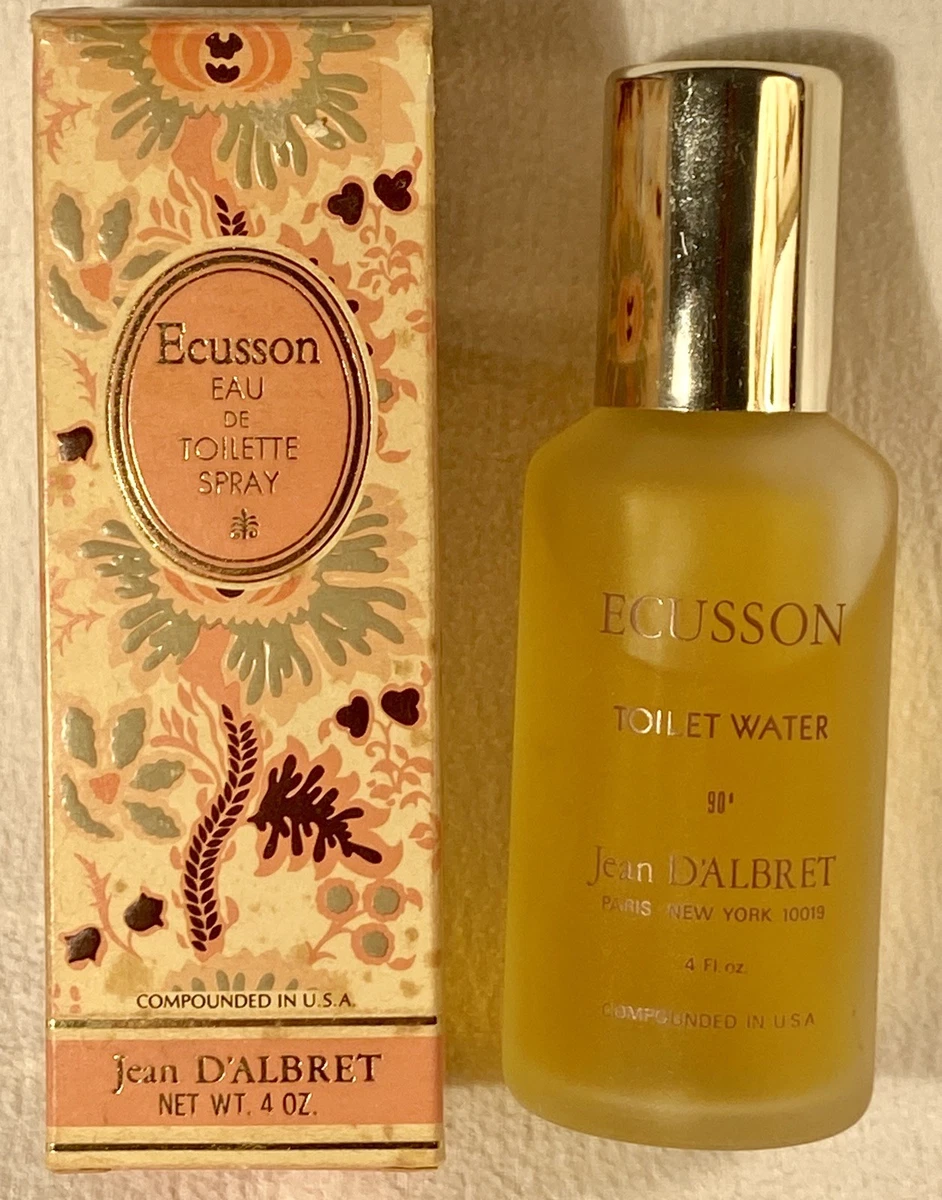 Ecusson
EAU
DE
TOILETTE
SPRAY
COMPOUNDED IN U.S.A.
Jean D'ALBRET
NET WT. 4 OZ.
ECUSSON
TOILET WATER
90°
Jean D'ALBRET
PARIS NEW YORK 10019
4 Fl. oz.
COMPOUNDED IN U S A